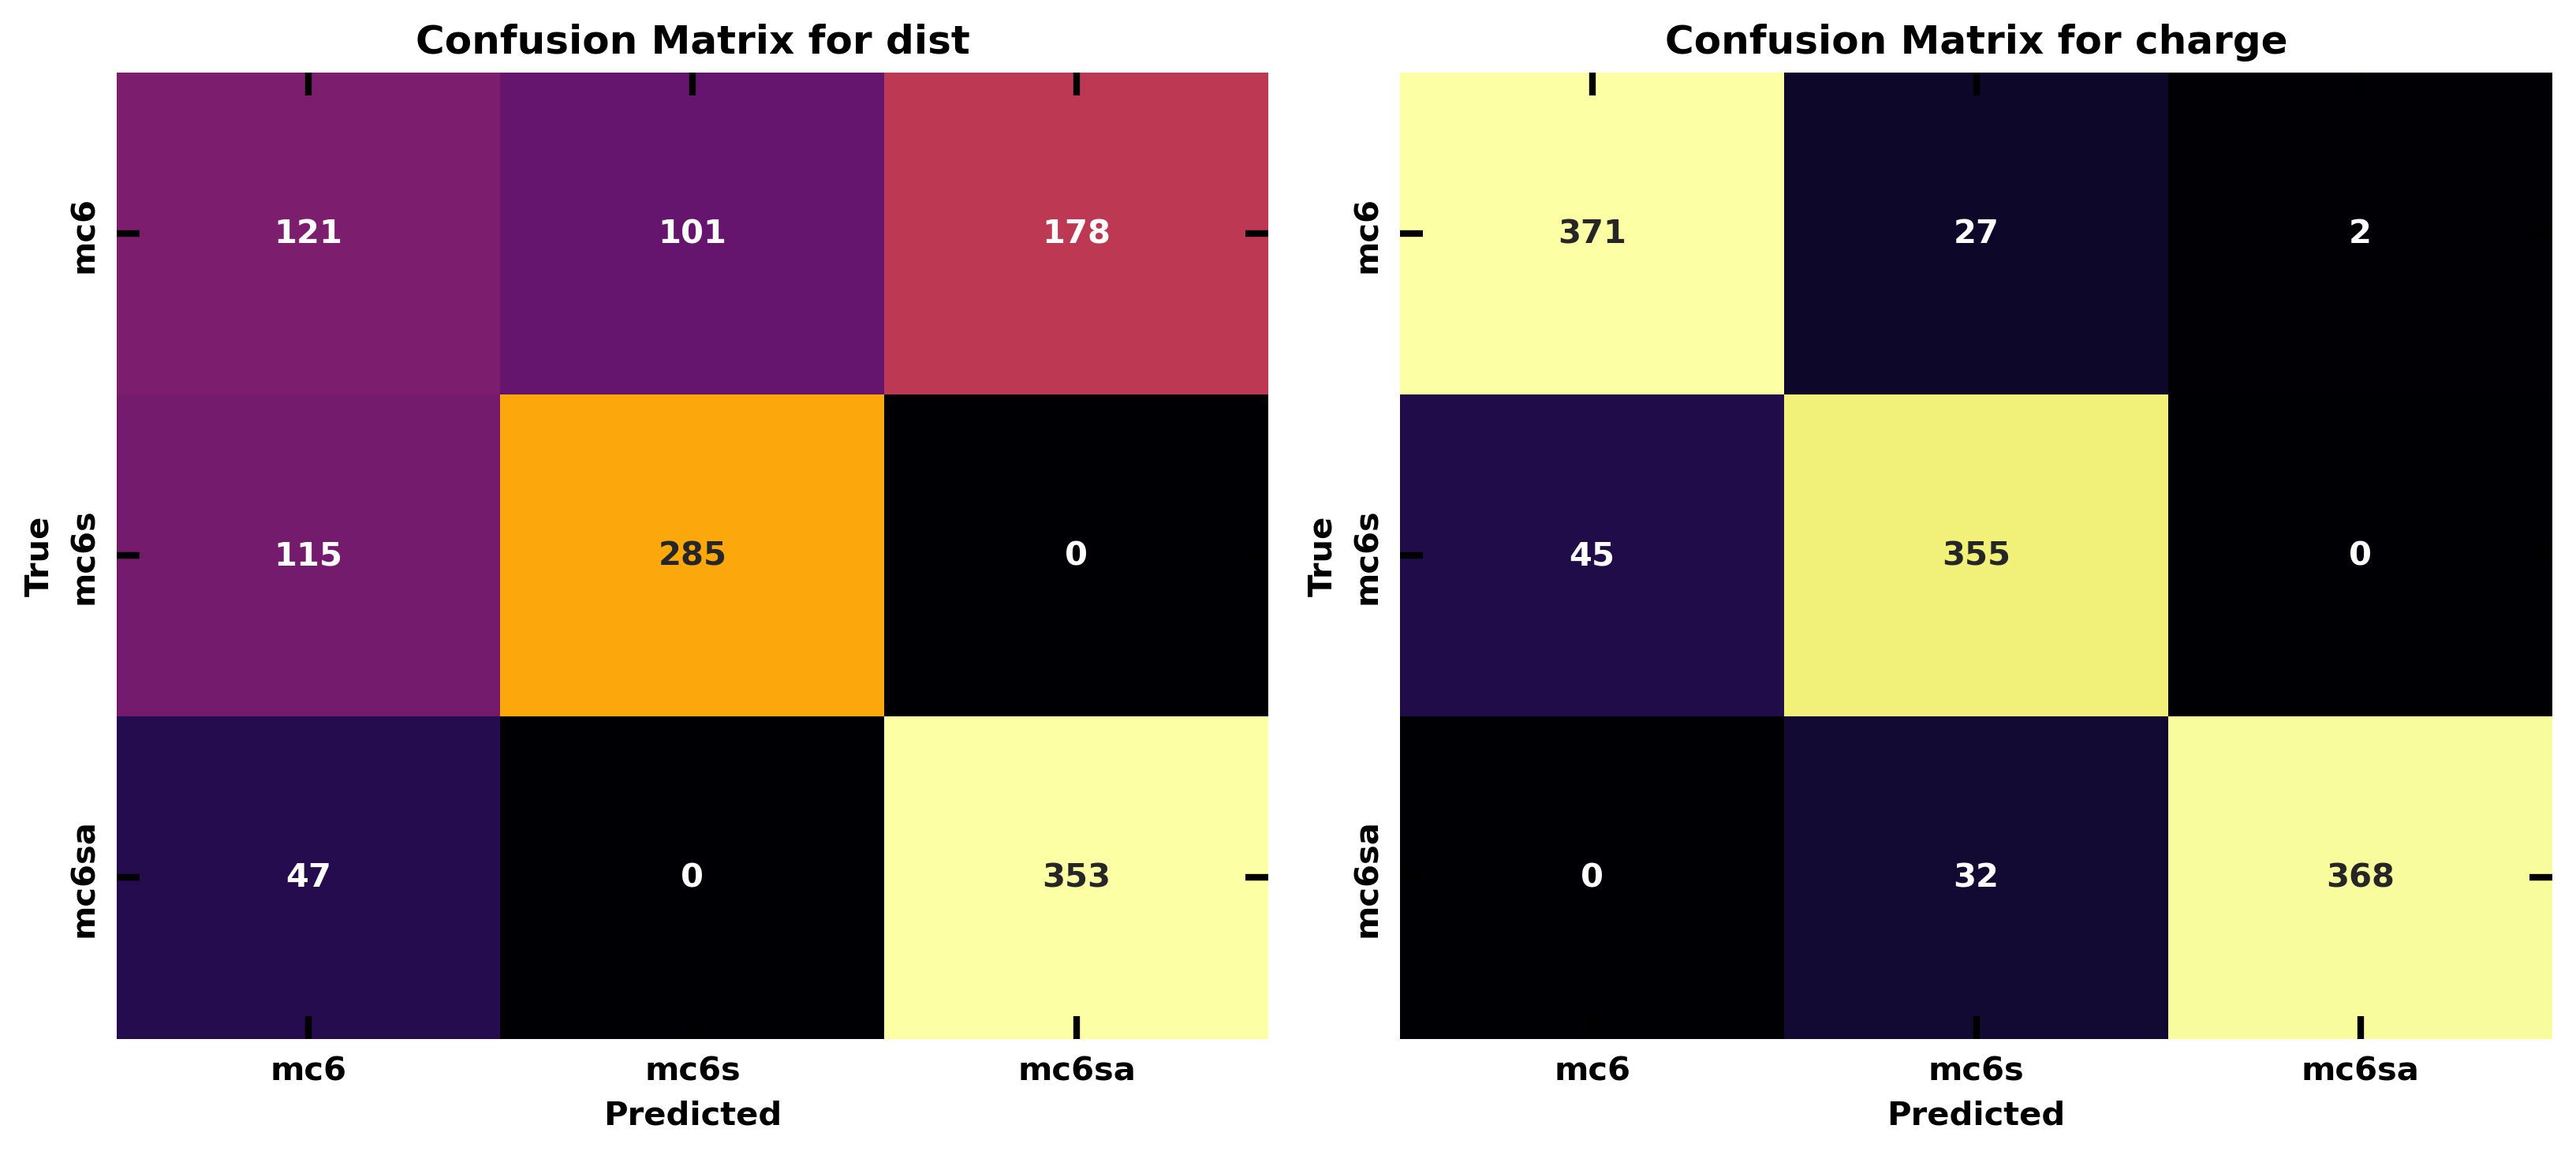 Confusion Matrix for dist
True
mc6
mc6s
mc6sa
121 101 178
115 285 0
47 0 353
mc6 mc6s mc6sa
Predicted
Confusion Matrix for charge
True
mc6
mc6s
mc6sa
371 27 2
45 355 0
0 32 368
mc6 mc6s mc6sa
Predicted